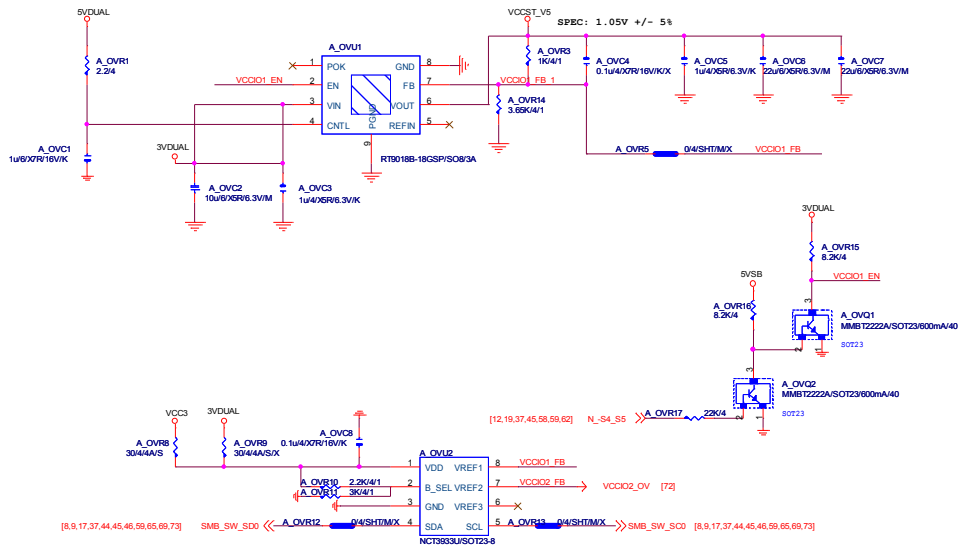 5VDUAL
A_OVR1
2.2/4
A_OVC1
1u/6/X7R/16V/K
VCCIO1_EN
A_OVU1
1 POK
2 EN
3 VIN
4 CNTL
GND 8
FB 7
VOUT 6
REFIN 5
PGND
9
RT9018B-18GSP/SO8/3A
3VDUAL
A_OVC2
10u/6/X5R/6.3V/M
A_OVC3
1u/4/X5R/6.3V/K
VCCST_V5
SPEC: 1.05V +/- 5%
A_OVR3
1K/4/1
VCCIO1_FB_1
A_OVR14
3.65K/4/1
A_OVC4
0.1u/4/X7R/16V/K/X
A_OVC5
1u/4/X5R/6.3V/K
A_OVC6
22u/6/X5R/6.3V/M
A_OVC7
22u/6/X5R/6.3V/M
A_OVR5
0/4/SHT/M/X
VCCIO1_FB
3VDUAL
A_OVR15
8.2K/4
VCCIO1_EN
5VSB
A_OVR16
8.2K/4
3
A_OVQ1
MMBT2222A/SOT23/600mA/40
SOT23
2
1
3
A_OVQ2
MMBT2222A/SOT23/600mA/40
SOT23
2
1
[12,19,37,45,58,59,62]
N_-S4_S5
A_OVR17
22K/4
VCC3
A_OVR8
30/4/4A/S
3VDUAL
A_OVR9
30/4/4A/S/X
A_OVC8
0.1u/4/X7R/16V/K
A_OVR10
2.2K/4/1
A_OVR11
3K/4/1
A_OVU2
1 VDD
2 B_SEL
3 GND
4 SDA
VREF1 8
VREF2 7
VREF3 6
SCL 5
NCT3933U/SOT23-8
VCCIO1_FB
VCCIO2_FB
VCCIO2_OV
[72]
[8,9,17,37,44,45,46,59,65,69,73]
SMB_SW_SD0
A_OVR12
0/4/SHT/M/X
A_OVR13
0/4/SHT/M/X
SMB_SW_SC0
[8,9,17,37,44,45,46,59,65,69,73]